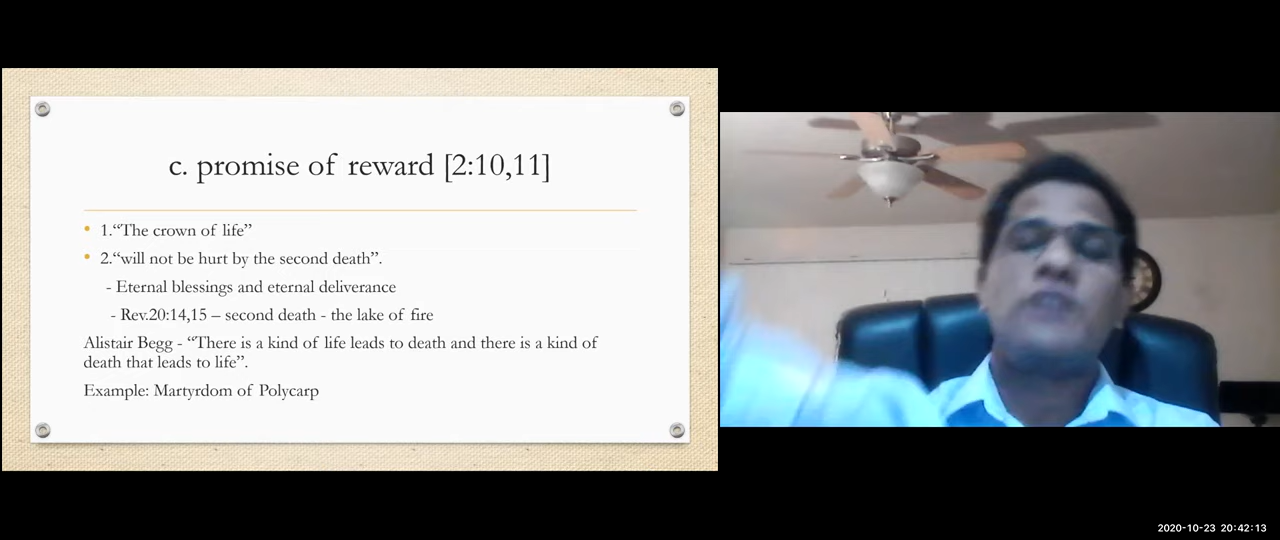 c. promise of reward [2:10,11]
• 1.“The crown of life”
• 2.“will not be hurt by the second death”.
- Eternal blessings and eternal deliverance
- Rev.20:14,15 – second death - the lake of fire
Alistair Begg - “There is a kind of life leads to death and there is a kind of
death that leads to life”.
Example: Martyrdom of Polycarp
2020-10-23 20:42:13